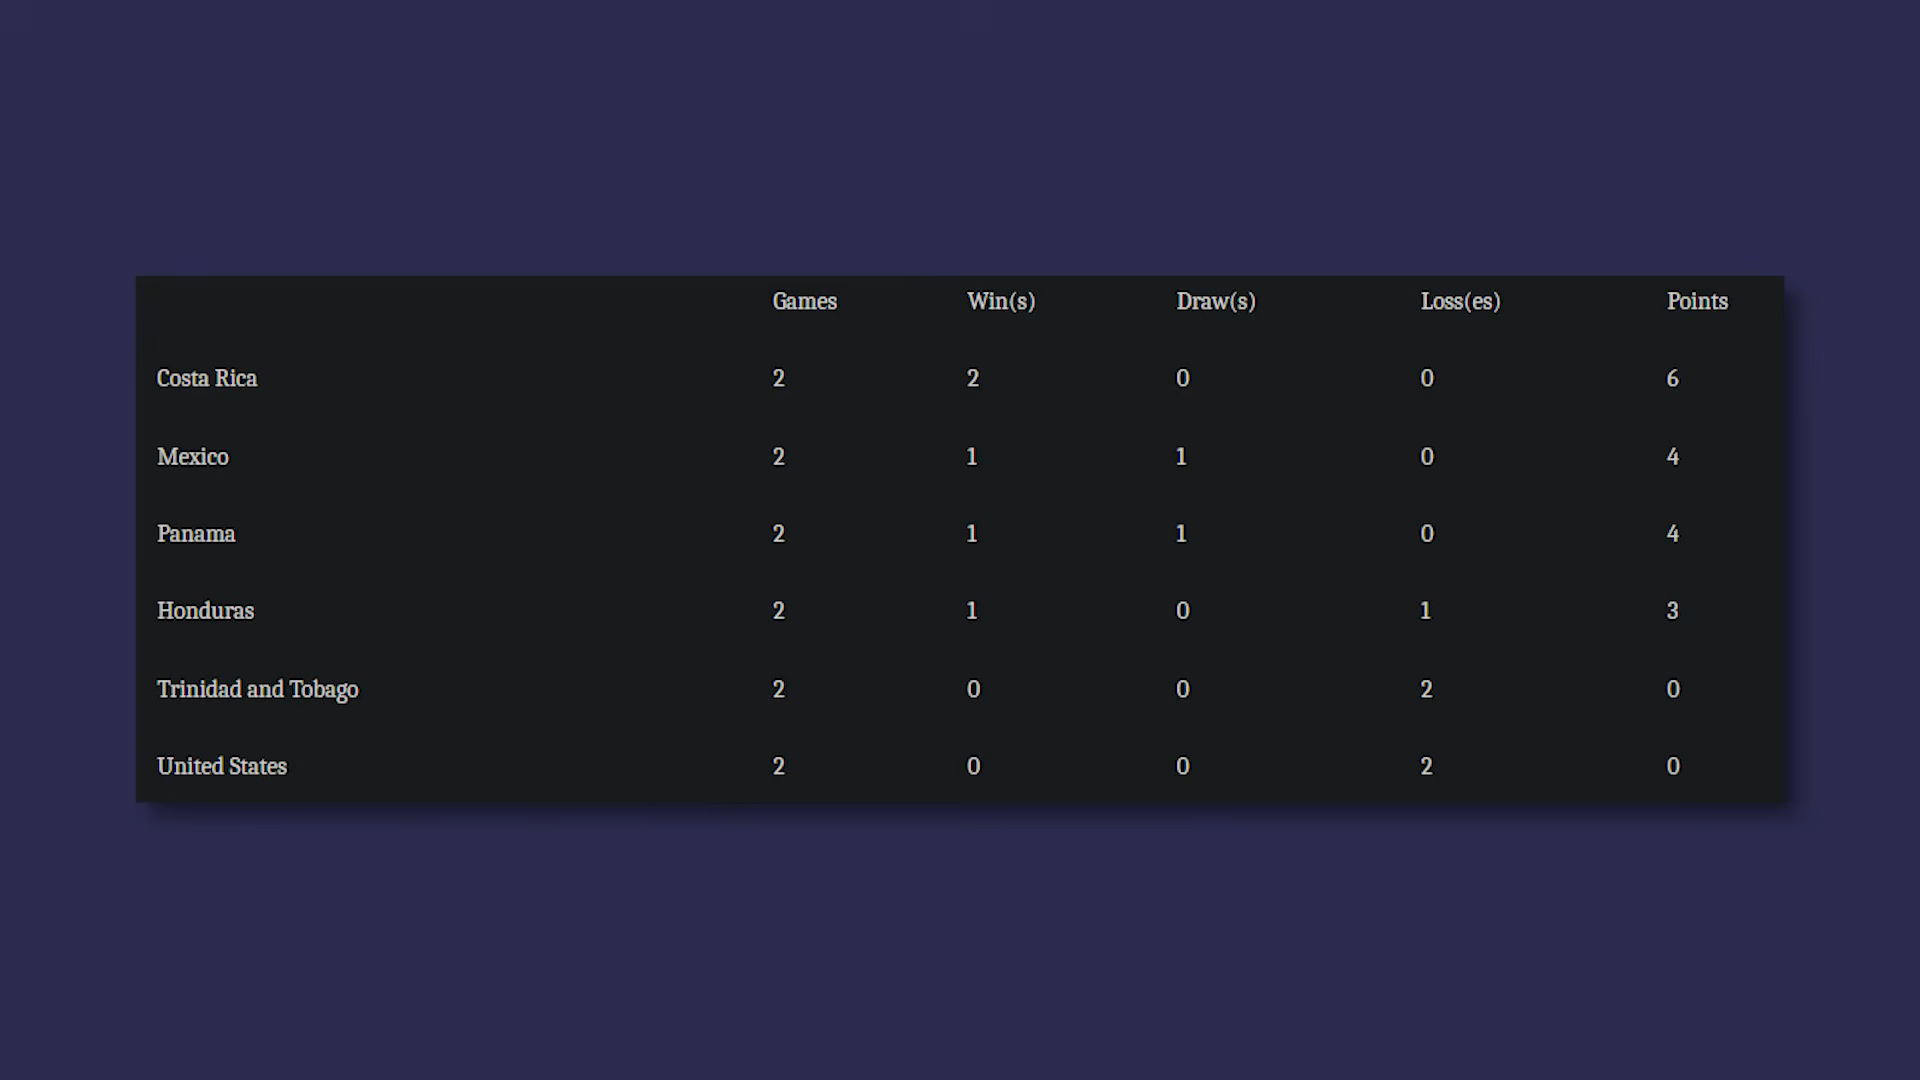 Games Win(s) Draw(s) Loss(es) Points
Costa Rica 2 2 0 0 6
Mexico 2 1 1 0 4
Panama 2 1 1 0 4
Honduras 2 1 0 1 3
Trinidad and Tobago 2 0 0 2 0
United States 2 0 0 2 0